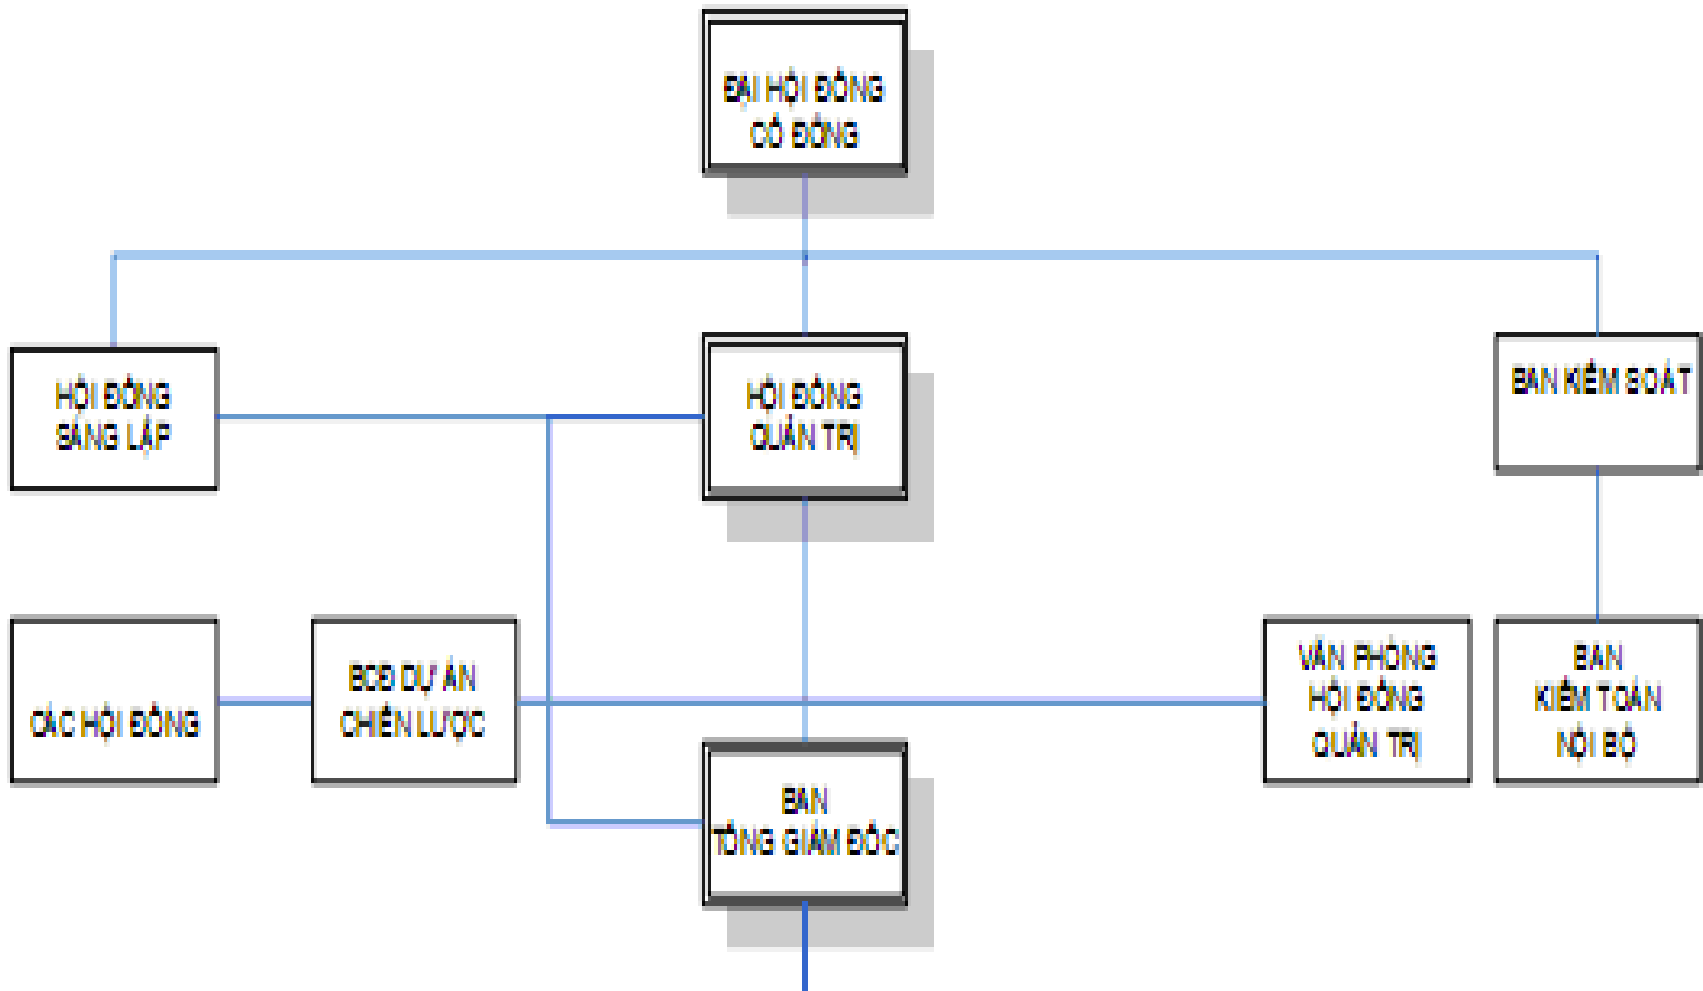 ĐẠI HỘI ĐỒNG
CỔ ĐÔNG
HỘI ĐỒNG
SÁNG LẬP
HỘI ĐỒNG
QUẢN TRỊ
BAN KIỂM SOÁT
CÁC HỘI ĐỒNG
BCĐ DỰ ÁN
CHIẾN LƯỢC
VĂN PHÒNG
HỘI ĐỒNG
QUẢN TRỊ
BAN
KIỂM TOÁN
NỘI BỘ
BAN
TỔNG GIÁM ĐỐC